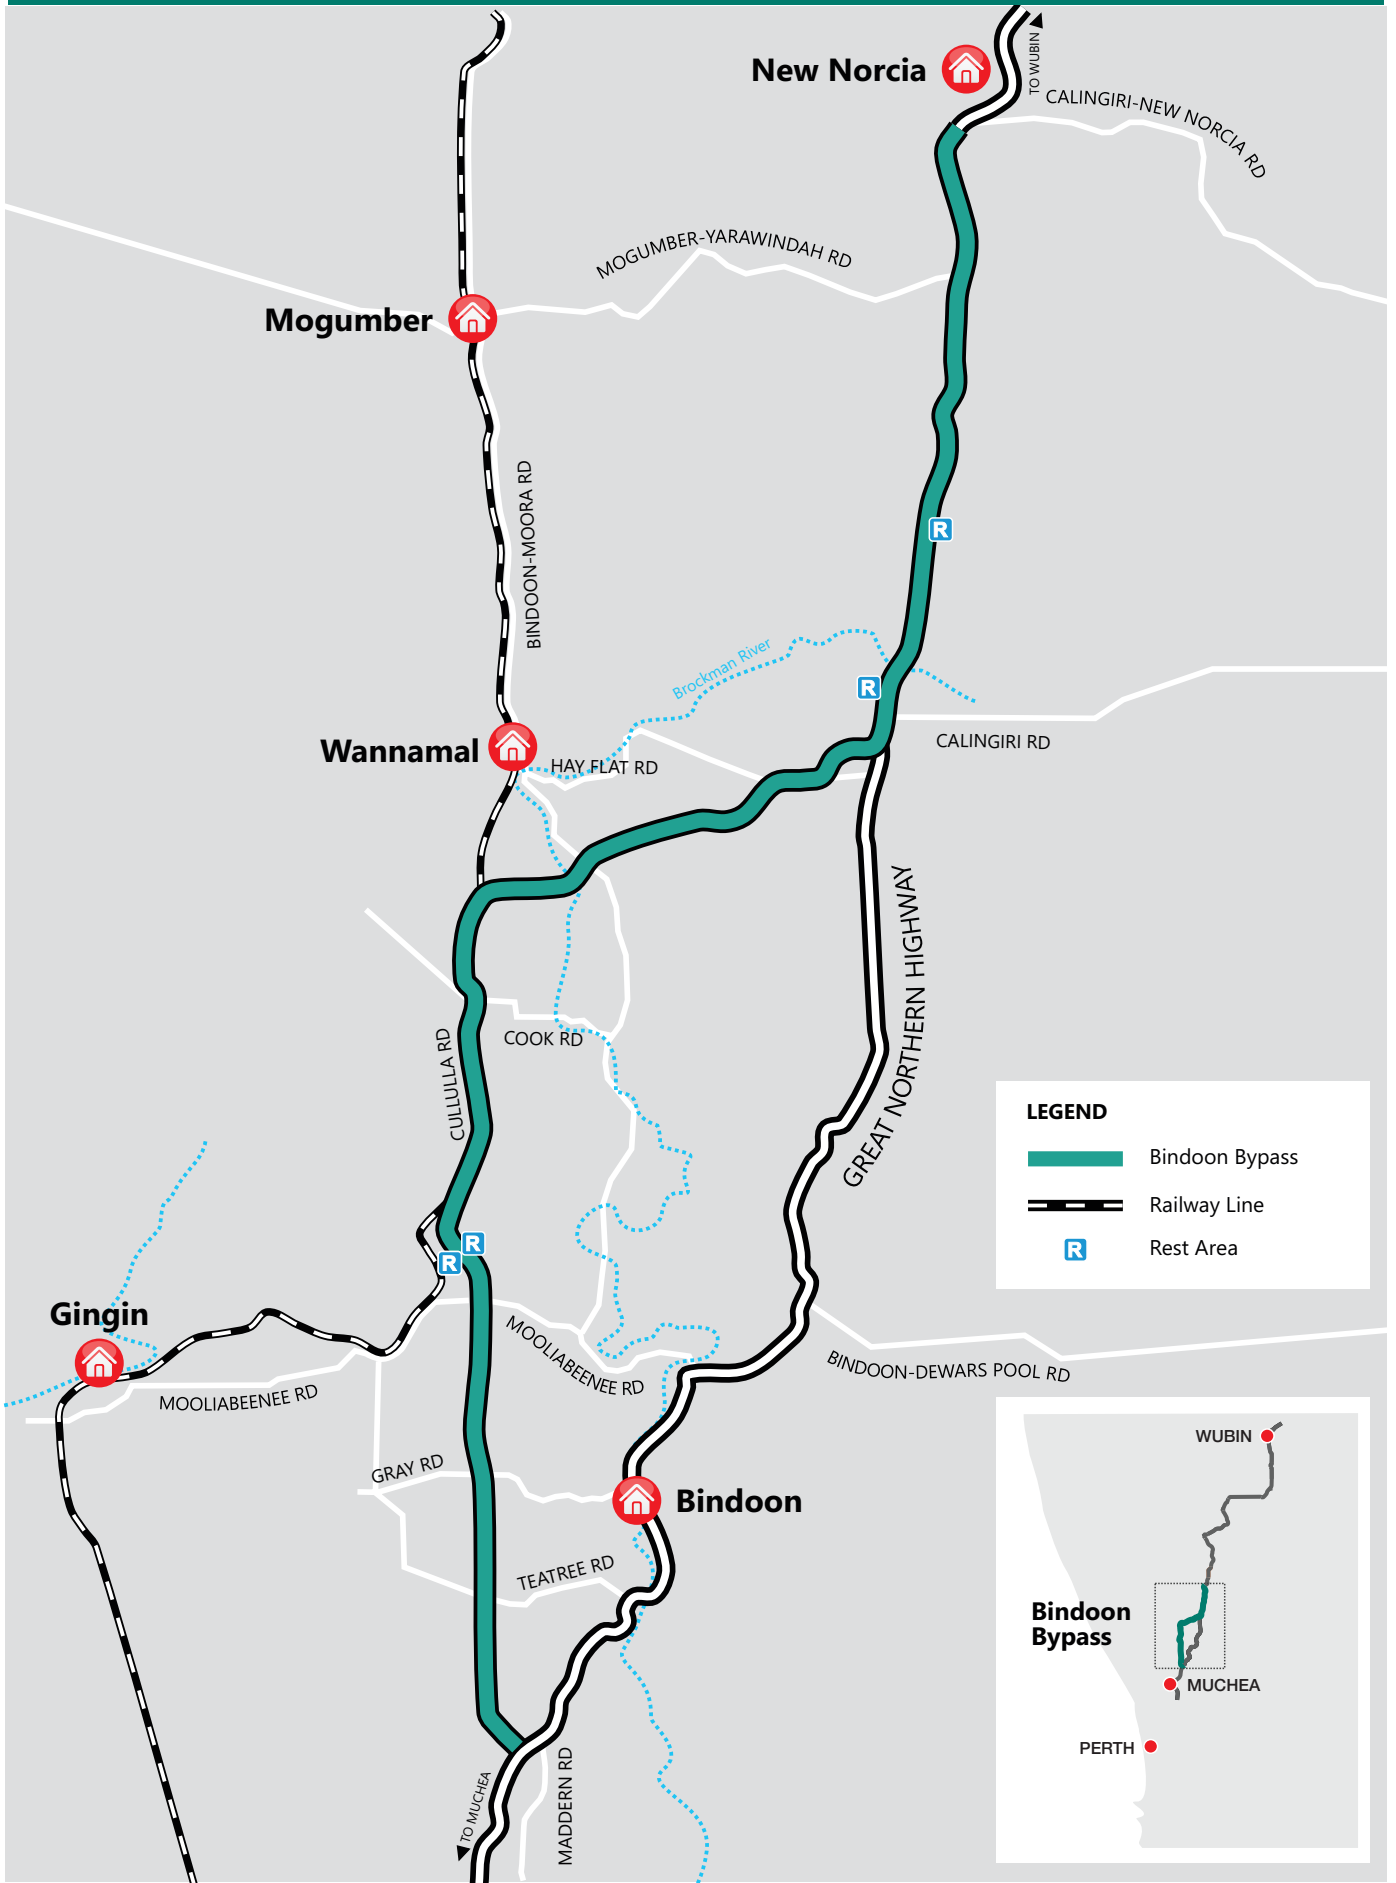 New Norcia
TO WUBIN
CALINGIRI-NEW NORCIA RD
MOGUMBER-YARAWINDAH RD
Mogumber
BINDOON-MOORA RD
R
Brockman River
R
Wannamal
HAY FLAT RD
CALINGIRI RD
GREAT NORTHERN HIGHWAY
COOK RD
CULLULLA RD
LEGEND
Bindoon Bypass
Railway Line
R
Rest Area
R
R
Gingin
MOOLIABEENEE RD
MOOLIABEENEE RD
BINDOON-DEWARS POOL RD
GRAY RD
Bindoon
TEATREE RD
TO MUCHEA
MADDERN RD
WUBIN
Bindoon
Bypass
MUCHEA
PERTH